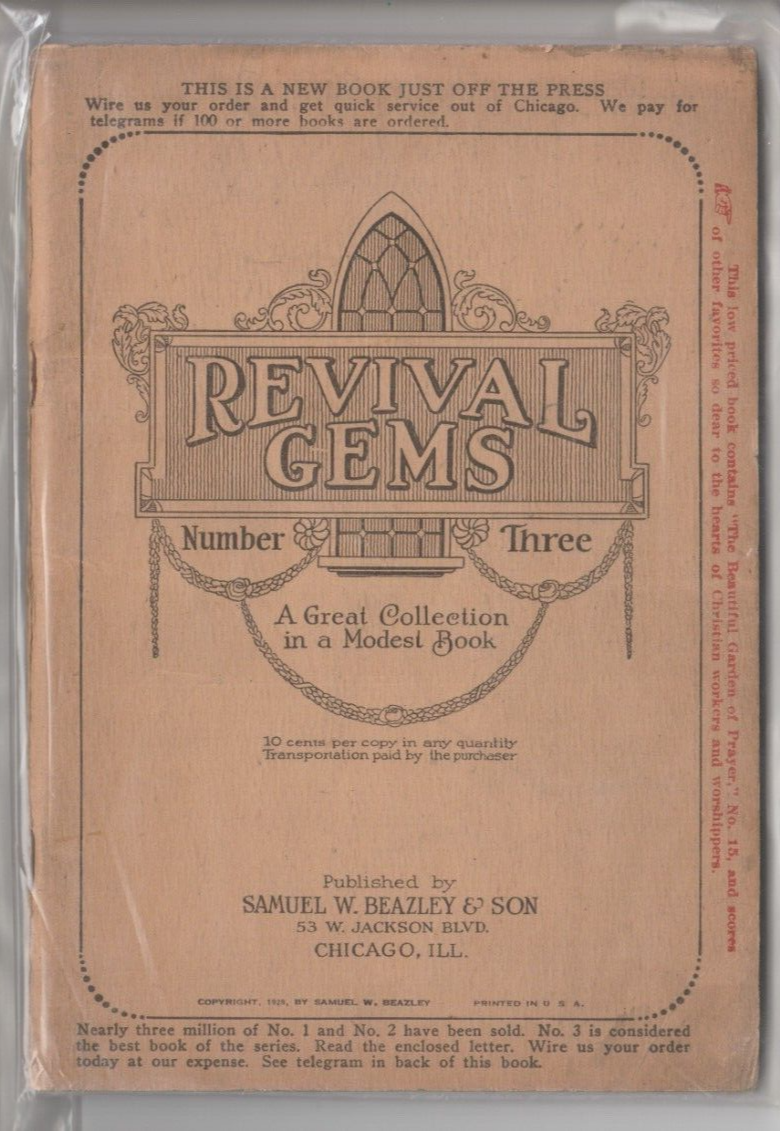 THIS IS A NEW BOOK JUST OFF THE PRESS
Wire us your order and get quick service out of Chicago. We pay for
telegrams if 100 or more books are ordered.
REVIVAL
GEMS
Number Three
A Great Collection
in a Modest Book
10 cents per copy in any quantity
Transportation paid by the purchaser
Published by
SAMUEL W. BEAZLEY & SON
53 W. JACKSON BLVD.
CHICAGO, ILL.
COPYRIGHT, BY SAMUEL W. BEAZLEY PRINTED IN U S A.
Nearly three million of No. 1 and No. 2 have been sold. No. 3 is considered
the best book of the series. Read the enclosed letter. Wire us your order
today at our expense. See telegram in back of this book.
This low priced book contains "The Beautiful Garden of Prayer," No. 15, and scores
of other favorites so dear to the hearts of Christian workers and worshippers.